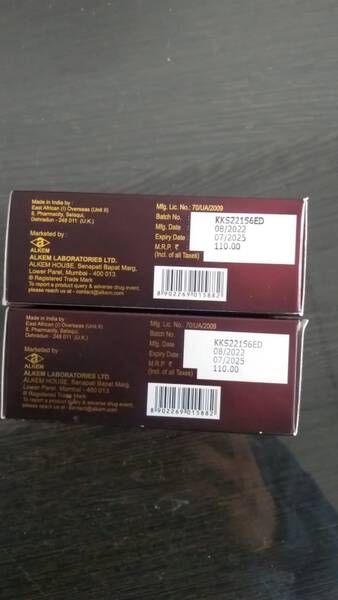 Made in India by :
East African (I) Overseas (Unit II)
8, Pharmacity, Selaqui,
Dehradun - 248 011 (U.K.)
Marketed by :
ALKEM
ALKEM LABORATORIES LTD.
ALKEM HOUSE, Senapati Bapat Marg,
Lower Parel, Mumbai - 400 013
® Registered Trade Mark
To report a product query & adverse drug event,
please reach us at - contact@alkem.com
Mfg. Lic. No.: 70/UA/2009
Batch No. KKS22156ED
Mfg. Date 08/2022
Expiry Date 07/2025
M.R.P. ₹ 110.00
(Incl. of all Taxes)
8 902269 015882
Made in India by :
East African (I) Overseas (Unit II)
8, Pharmacity, Selaqui,
Dehradun - 248 011 (U.K.)
Marketed by :
ALKEM
ALKEM LABORATORIES LTD.
ALKEM HOUSE, Senapati Bapat Marg,
Lower Parel, Mumbai - 400 013
® Registered Trade Mark
To report a product query & adverse drug event,
please reach us at - contact@alkem.com
Mfg. Lic. No.: 70/UA/2009
Batch No.
Mfg. Date KKS22156ED
Expiry Date 08/2022
07/2025
M.R.P. ₹ 110.00
(Incl. of all Taxes)
8 902269 015882